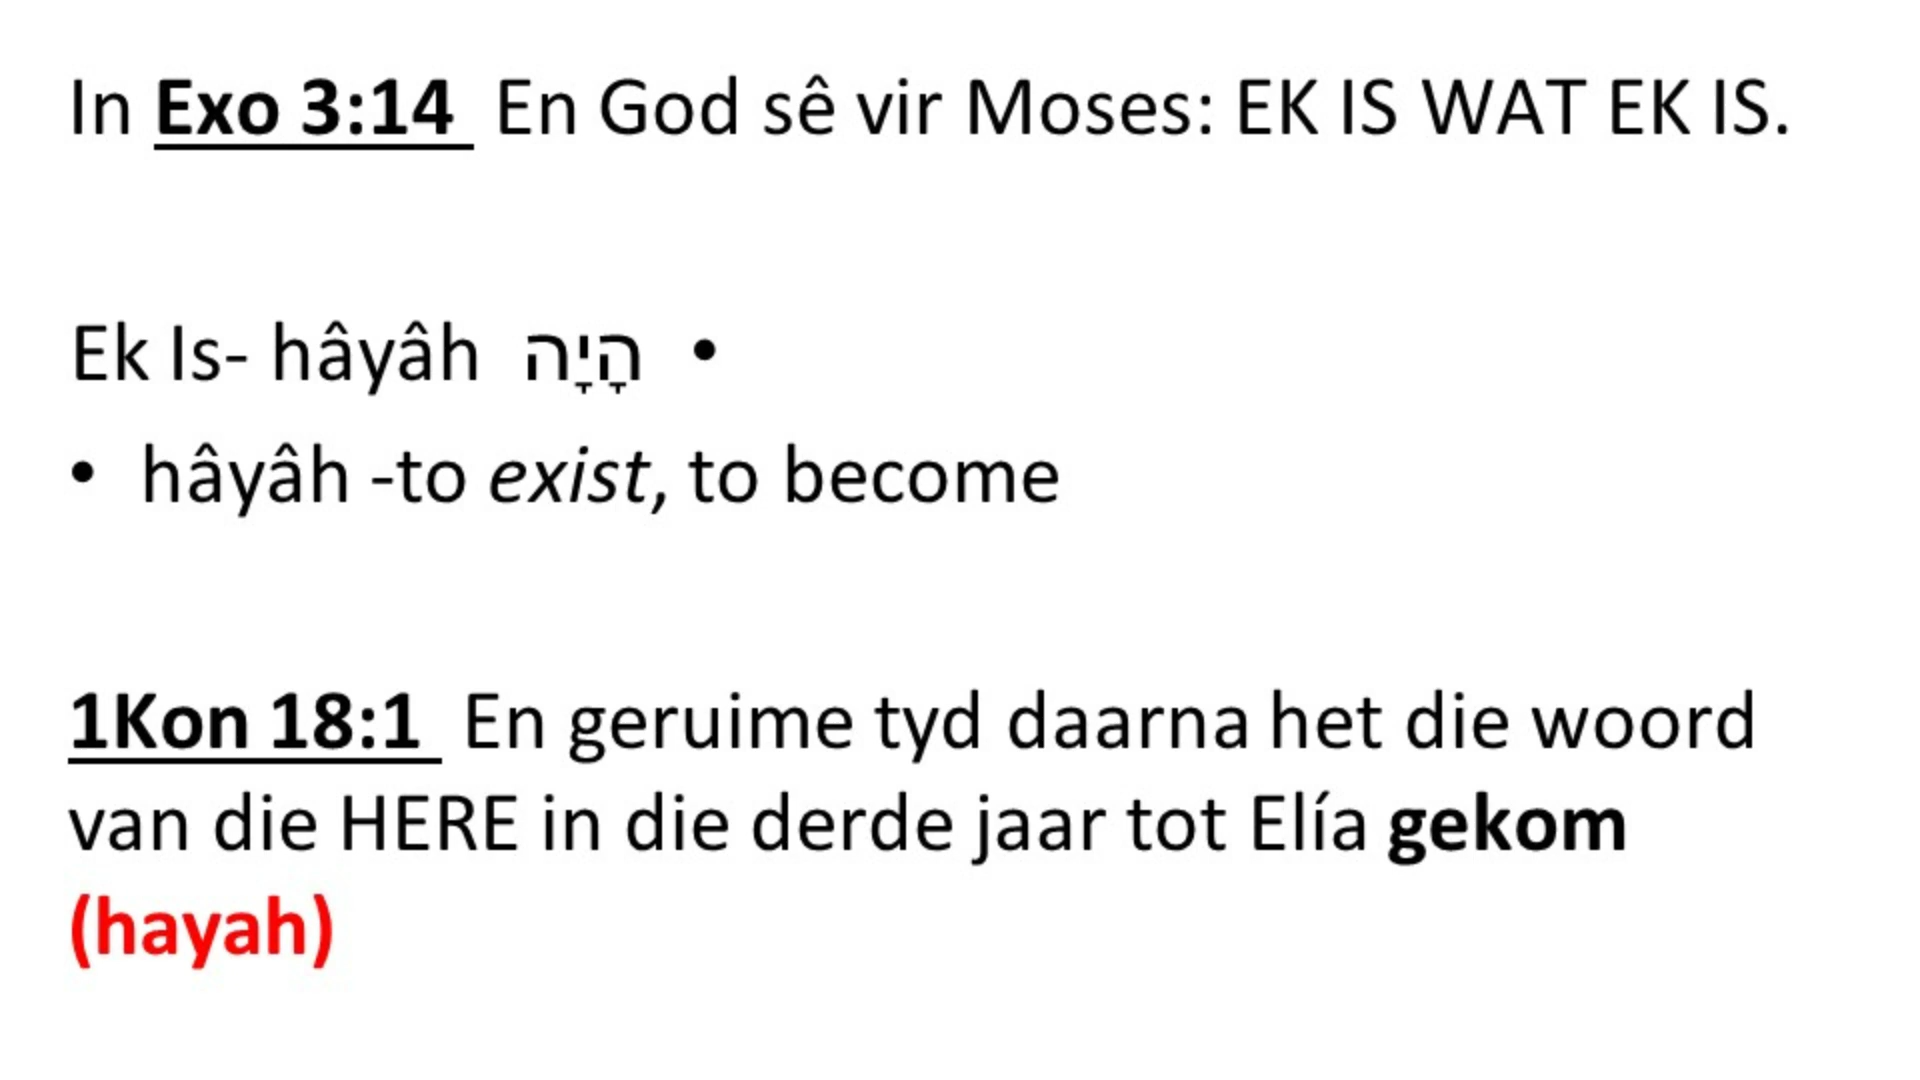 In Exo 3:14 En God sê vir Moses: EK IS WAT EK IS.
Ek Is- hâyâh הָיָה •
• hâyâh -to exist, to become
1Kon 18:1 En geruime tyd daarna het die woord
van die HERE in die derde jaar tot Elía gekom
(hayah)